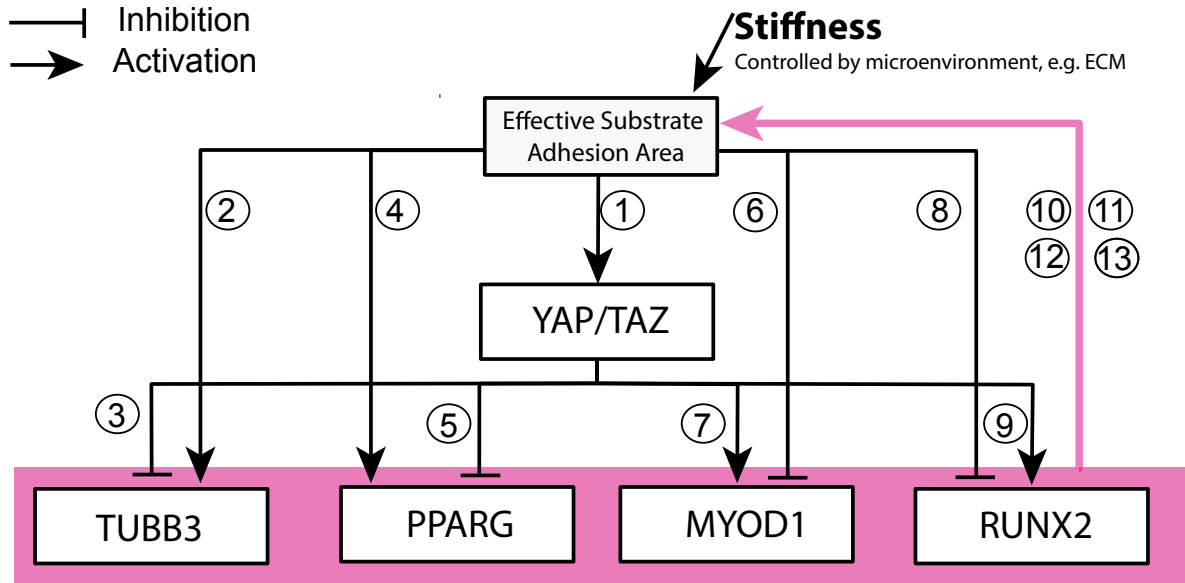 Inhibition
Activation
Stiffness
Controlled by microenvironment, e.g. ECM
Effective Substrate
Adhesion Area
2
4
1
6
8
10
11
12
13
YAP/TAZ
3
5
7
9
TUBB3
PPARG
MYOD1
RUNX2